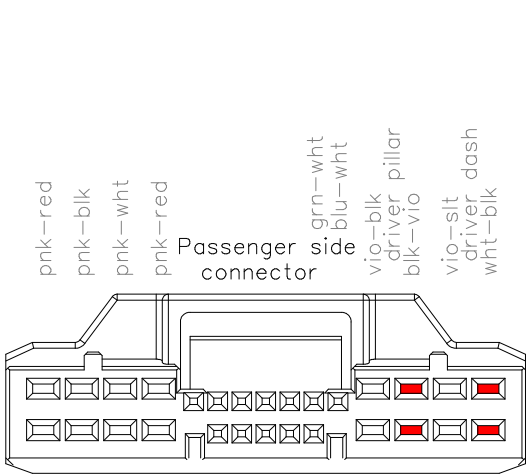 pnk-red
pnk-blk
pnk-wht
pnk-red
Passenger side
connector
grn-wht
blu-wht
vio-blk
driver pillar
blk-vio
vio-slt
driver dash
wht-blk